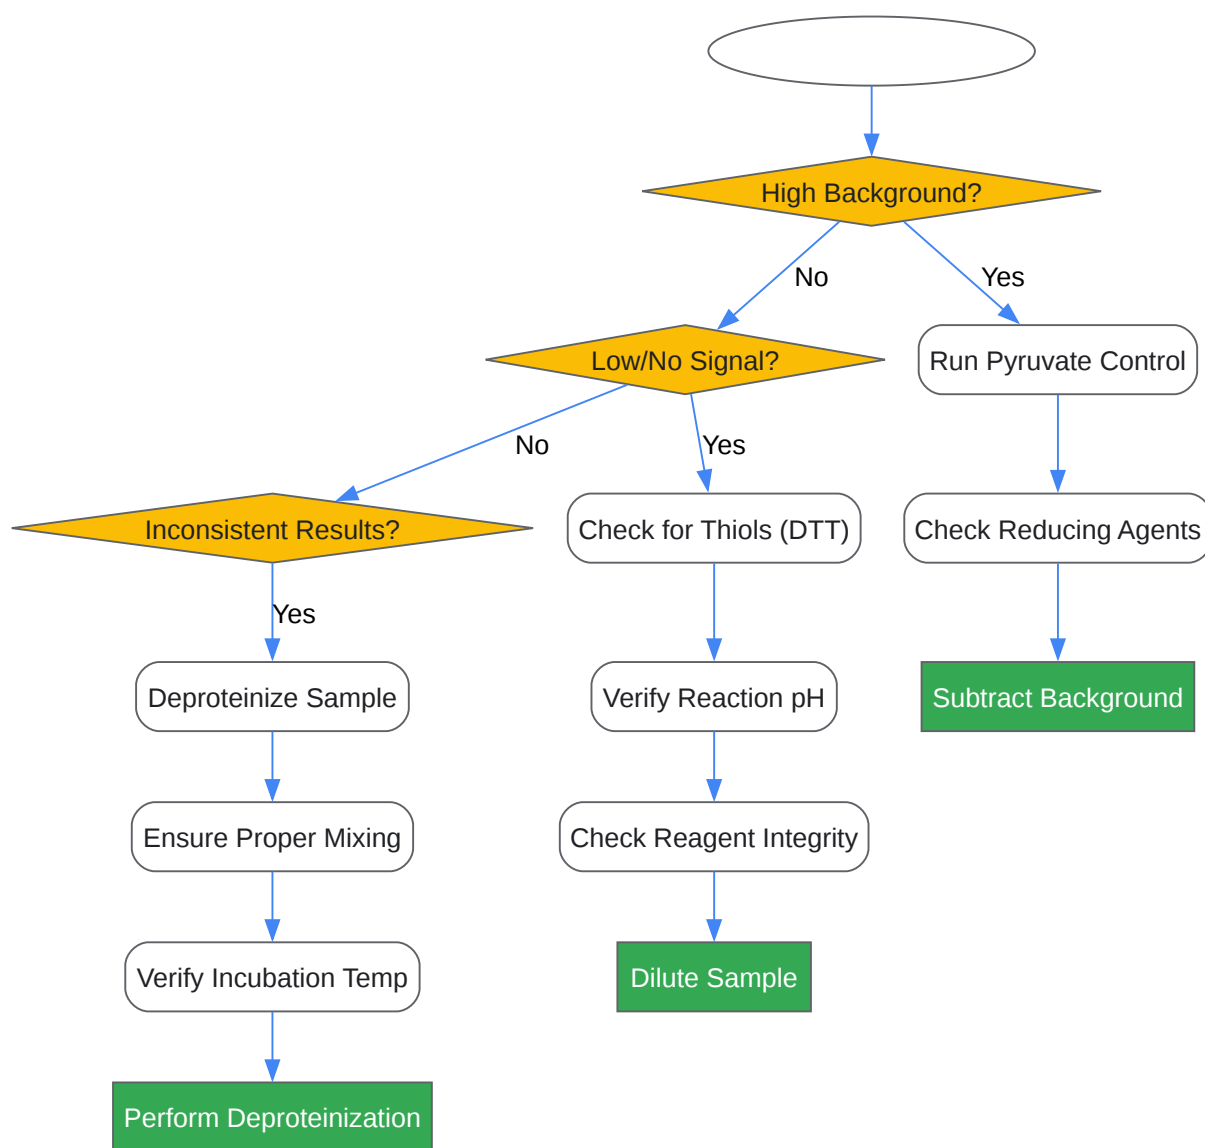 High Background?
No
Yes
Low/No Signal?
Run Pyruvate Control
No
Yes
Inconsistent Results?
Check for Thiols (DTT)
Check Reducing Agents
Yes
Deproteinize Sample
Verify Reaction pH
Subtract Background
Ensure Proper Mixing
Check Reagent Integrity
Verify Incubation Temp
Dilute Sample
Perform Deproteinization